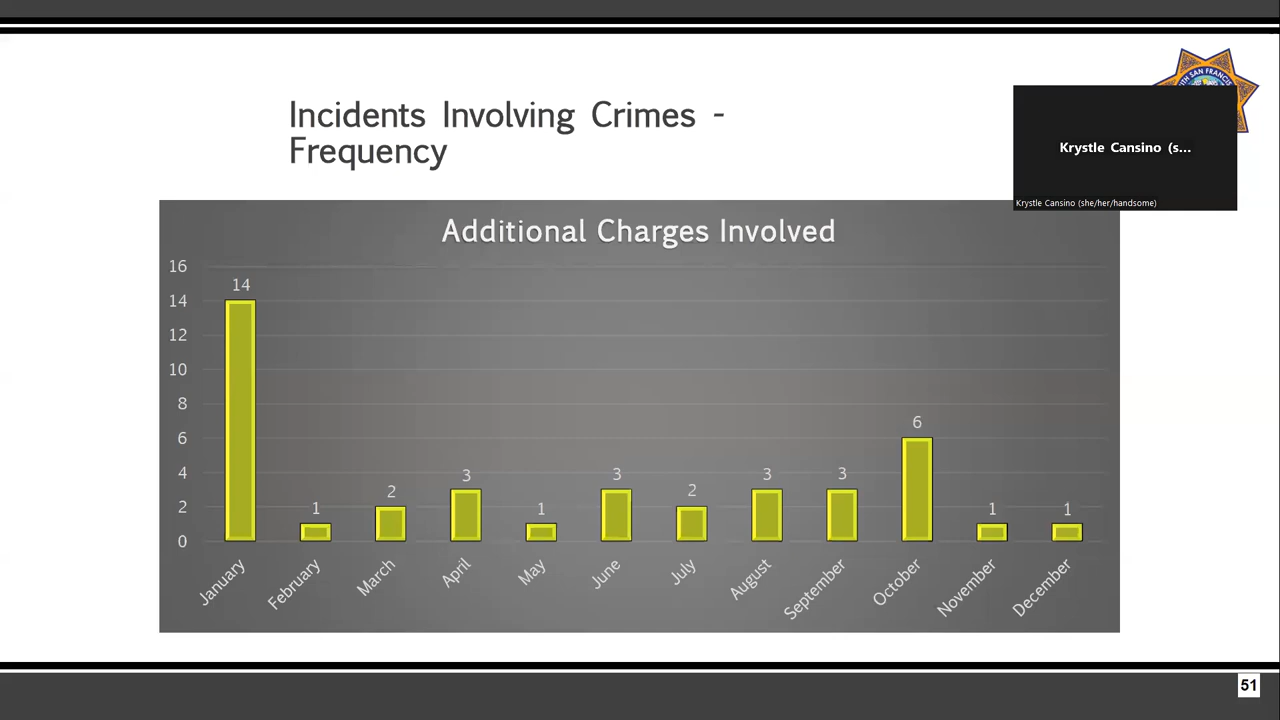 Incidents Involving Crimes -
Frequency
SAN FRANCIS
Krystle Cansino (s...
Krystle Cansino (she/her/handsome)
Additional Charges Involved
16
14
12
10
8
6
4
2
0
14
1
2
3
1
3
2
3
3
6
1
1
January
February
March
April
May
June
July
August
September
October
November
December
51